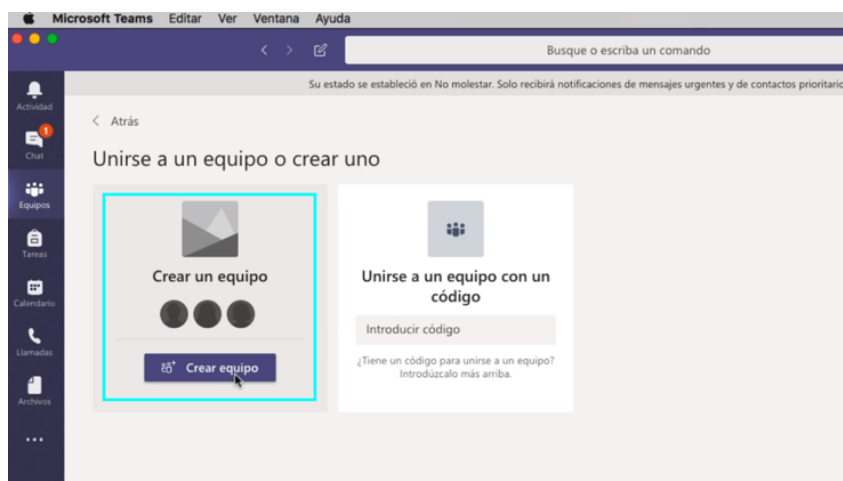 Microsoft Teams Editar Ver Ventana Ayuda
Busque o escriba un comando
Su estado se estableció en No molestar. Solo recibirá notificaciones de mensajes urgentes y de contactos prioritario
Actividad
1
Chat
Equipos
Tareas
Calendario
Llamadas
Archivos
Atrás
Unirse a un equipo o crear uno
Crear un equipo
Crear equipo
Unirse a un equipo con un
código
Introducir código
¿Tiene un código para unirse a un equipo?
Introdúzcalo más arriba.